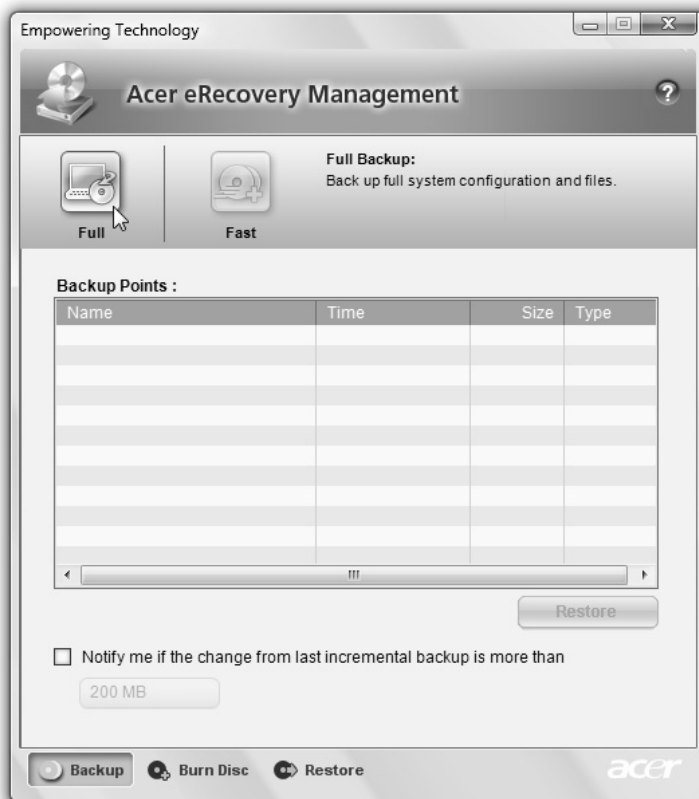 Empowering Technology
Acer eRecovery Management
?
Full
Fast
Full Backup:
Back up full system configuration and files.
Backup Points :
Name Time Size Type
Restore
Notify me if the change from last incremental backup is more than
200 MB
Backup Burn Disc Restore acer